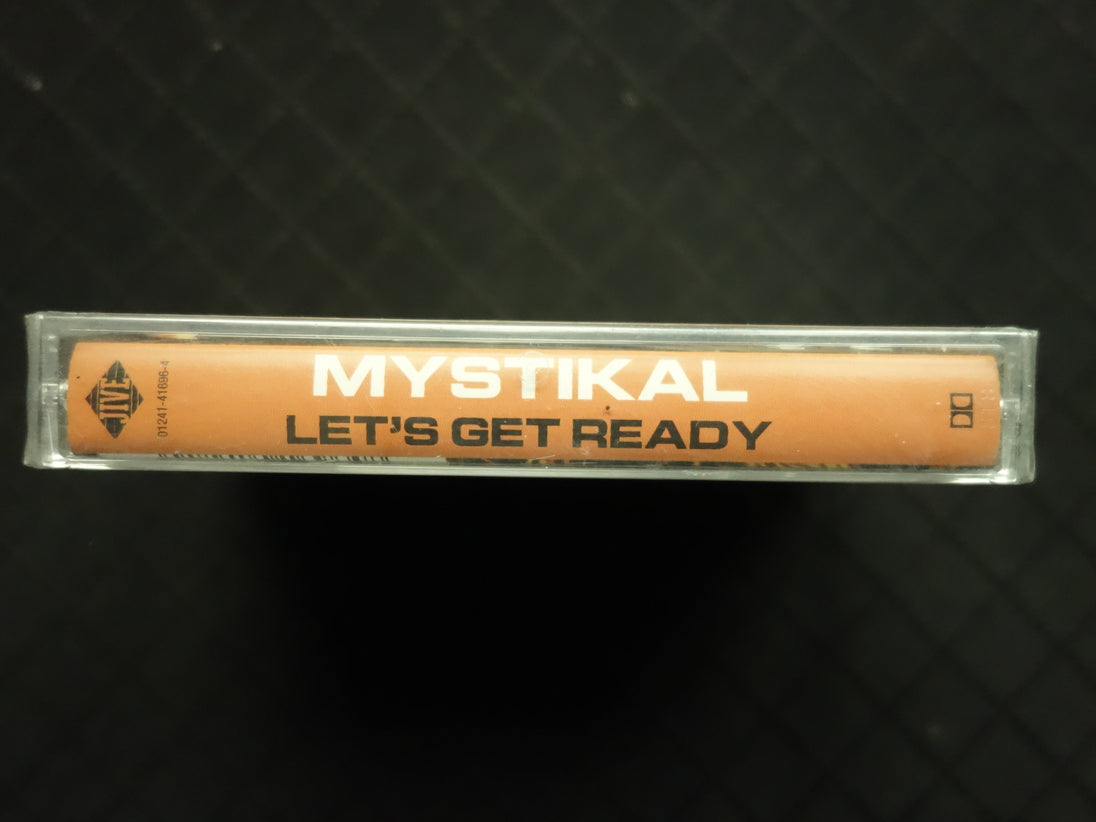 JIVE
01241-41696-4
MYSTIKAL
LET'S GET READY